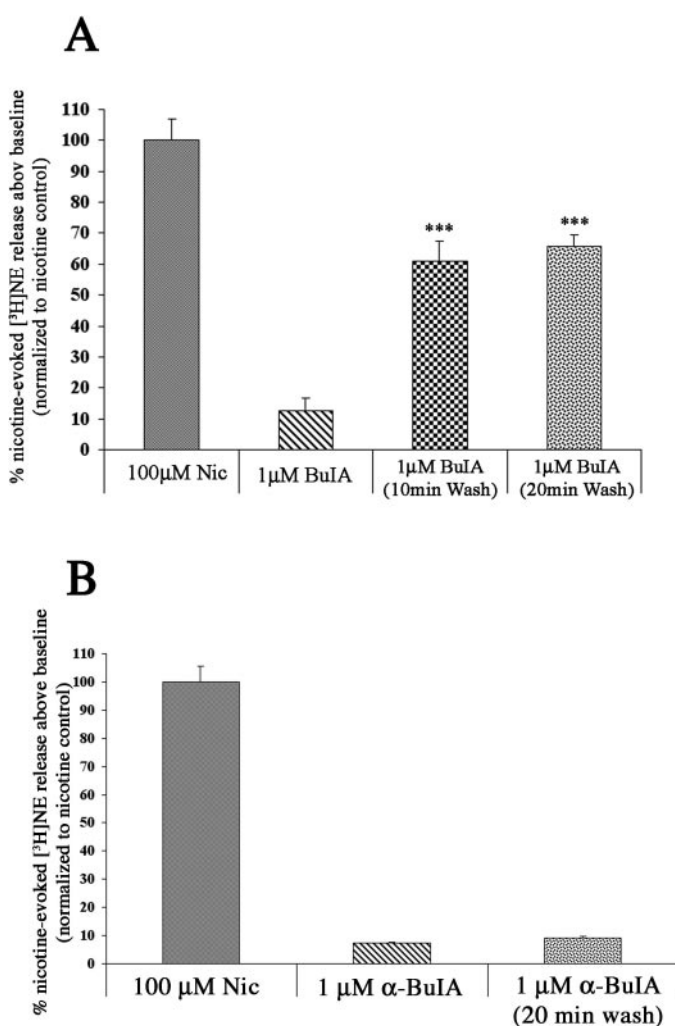 A
% nicotine-evoked [³H]NE release abov baseline
(normalized to nicotine control)
110
100
90
80
70
60
50
40
30
20
10
0
***
***
100µM Nic
1µM BuIA
1µM BuIA
(10min Wash)
1µM BuIA
(20min Wash)
B
% nicotine-evoked [³H]NE release above baseline
(normalized to nicotine control)
110
100
90
80
70
60
50
40
30
20
10
0
100 µM Nic
1 µM α-BuIA
1 µM α-BuIA
(20 min wash)